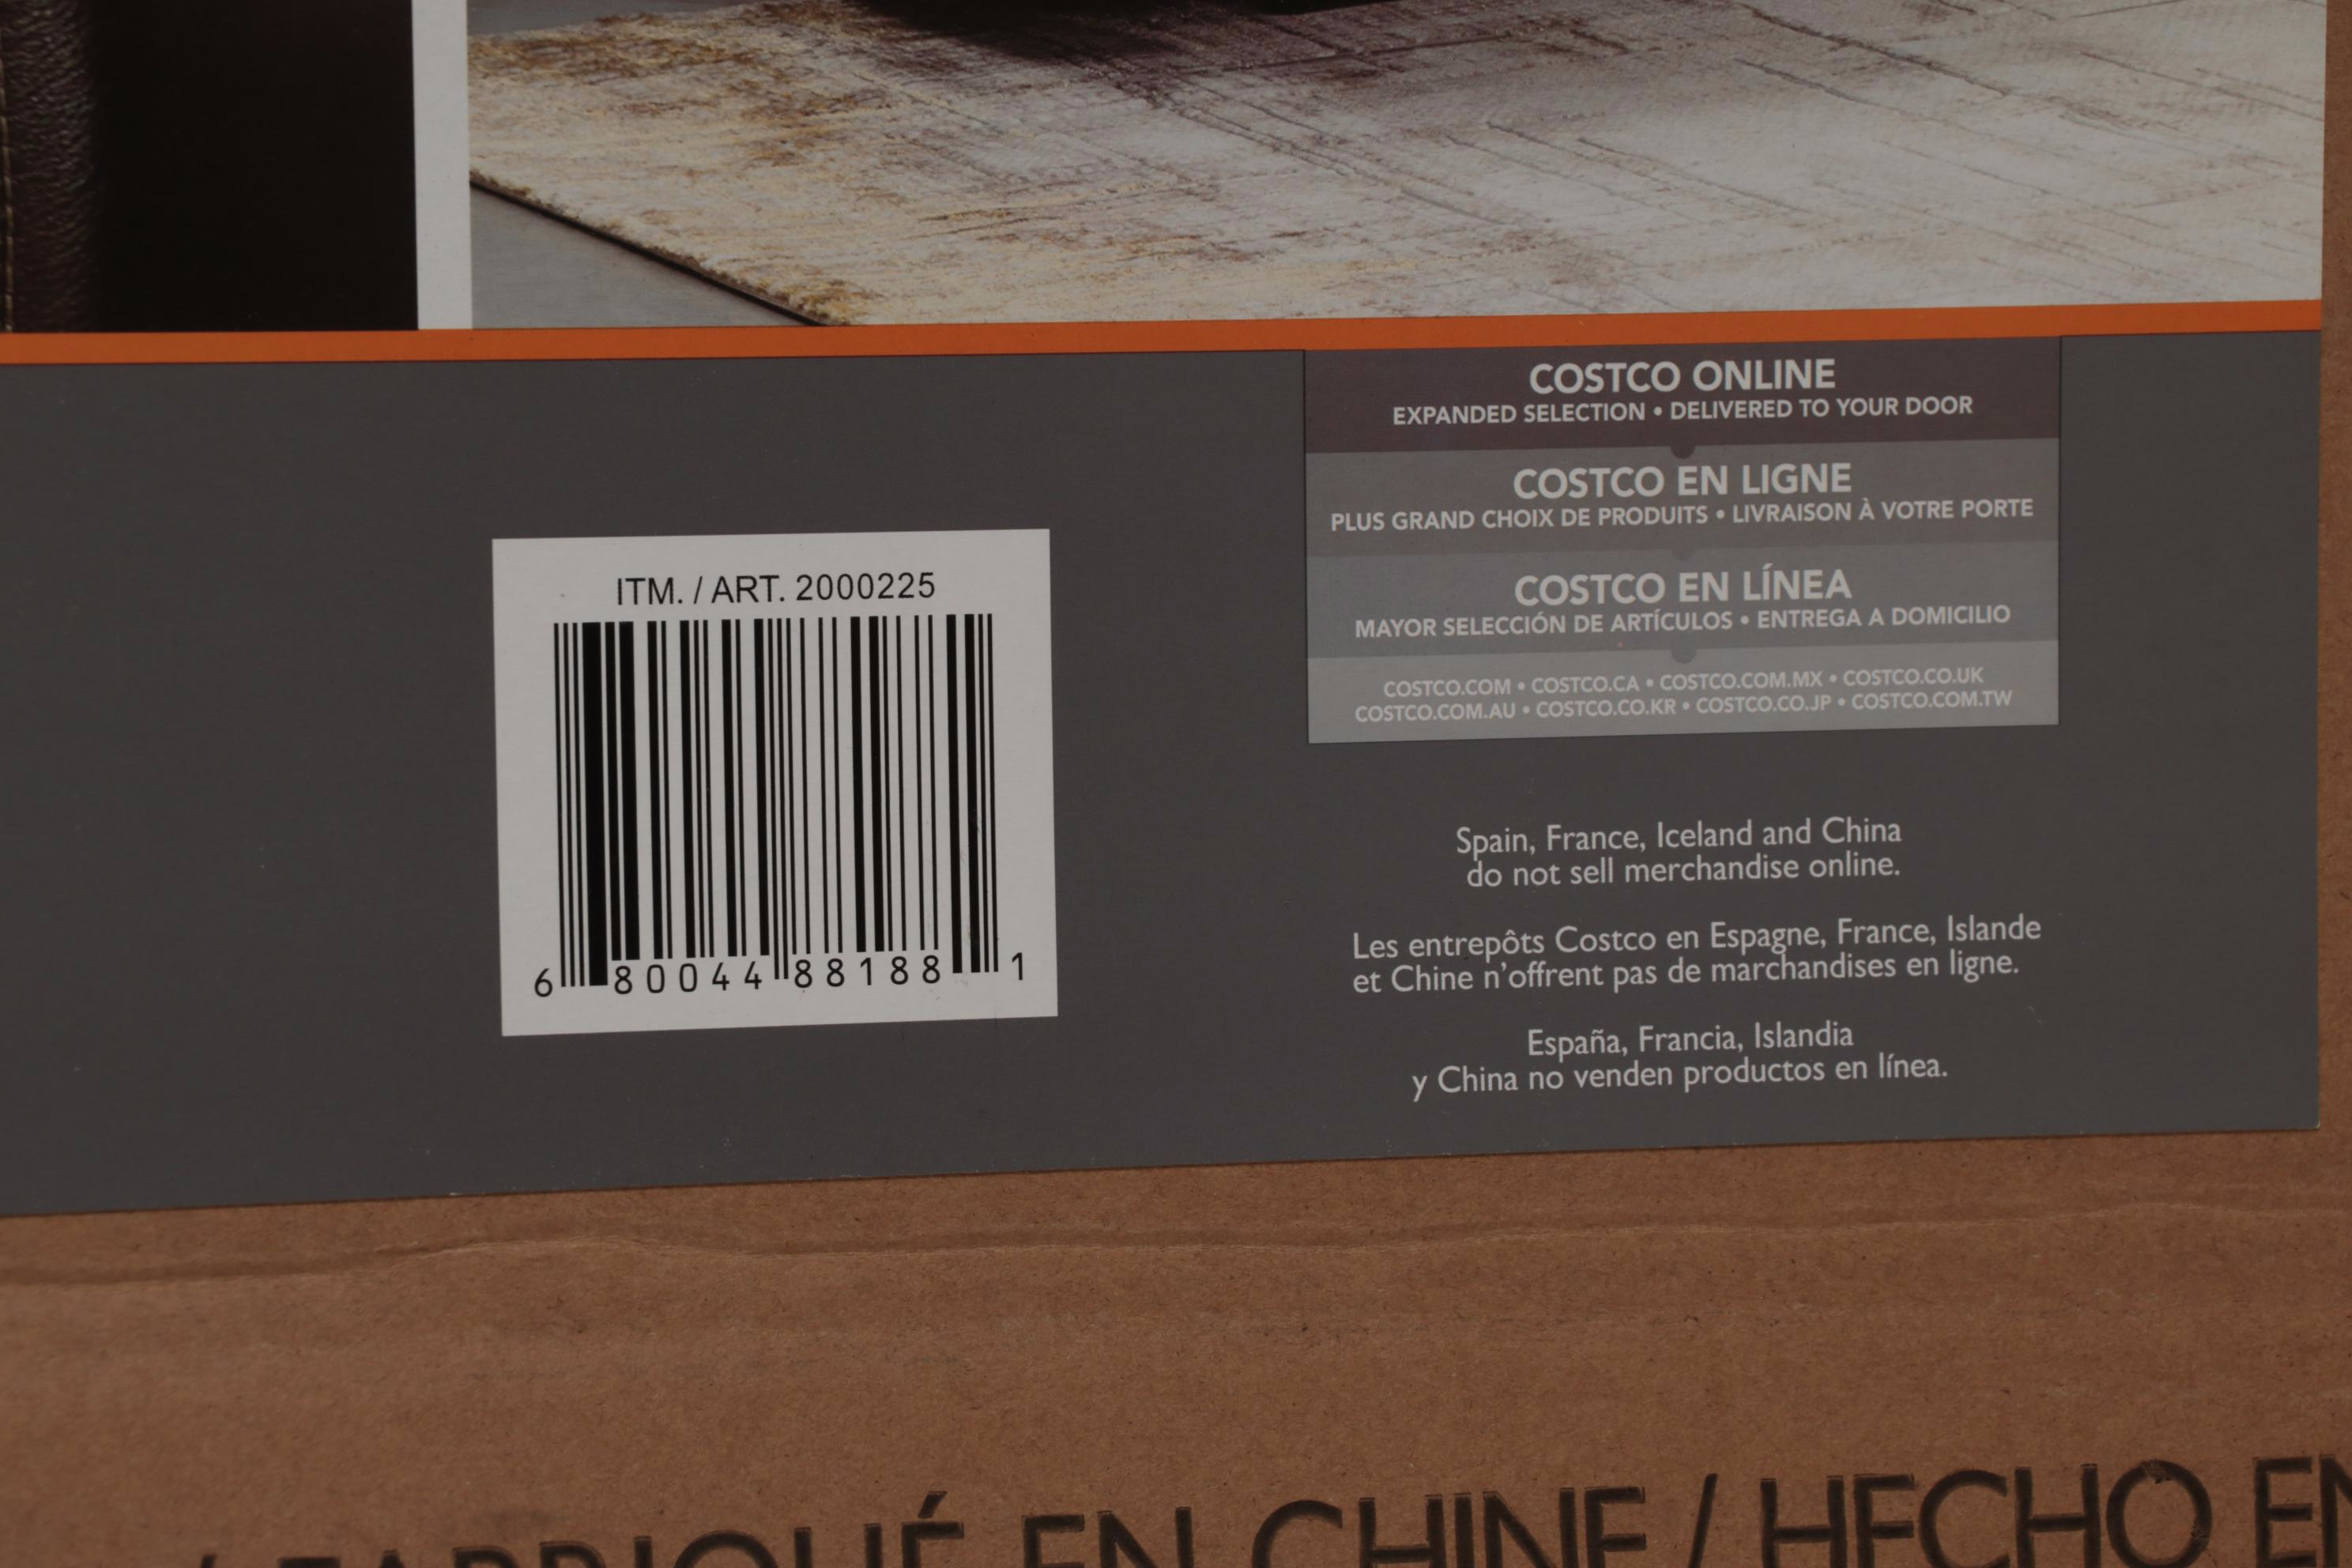 COSTCO ONLINE
EXPANDED SELECTION • DELIVERED TO YOUR DOOR
COSTCO EN LIGNE
PLUS GRAND CHOIX DE PRODUITS • LIVRAISON À VOTRE PORTE
COSTCO EN LÍNEA
MAYOR SELECCIÓN DE ARTÍCULOS • ENTREGA A DOMICILIO
COSTCO.COM • COSTCO.CA • COSTCO.COM.MX • COSTCO.CO.UK
COSTCO.COM.AU • COSTCO.CO.KR • COSTCO.CO.JP • COSTCO.COM.TW
ITM. / ART. 2000225
6 80044 88188 1
Spain, France, Iceland and China
do not sell merchandise online.
Les entrepôts Costco en Espagne, France, Islande
et Chine n'offrent pas de marchandises en ligne.
España, Francia, Islandia
y China no venden productos en línea.
/ FABRIQUÉ EN CHINE / HECHO EN